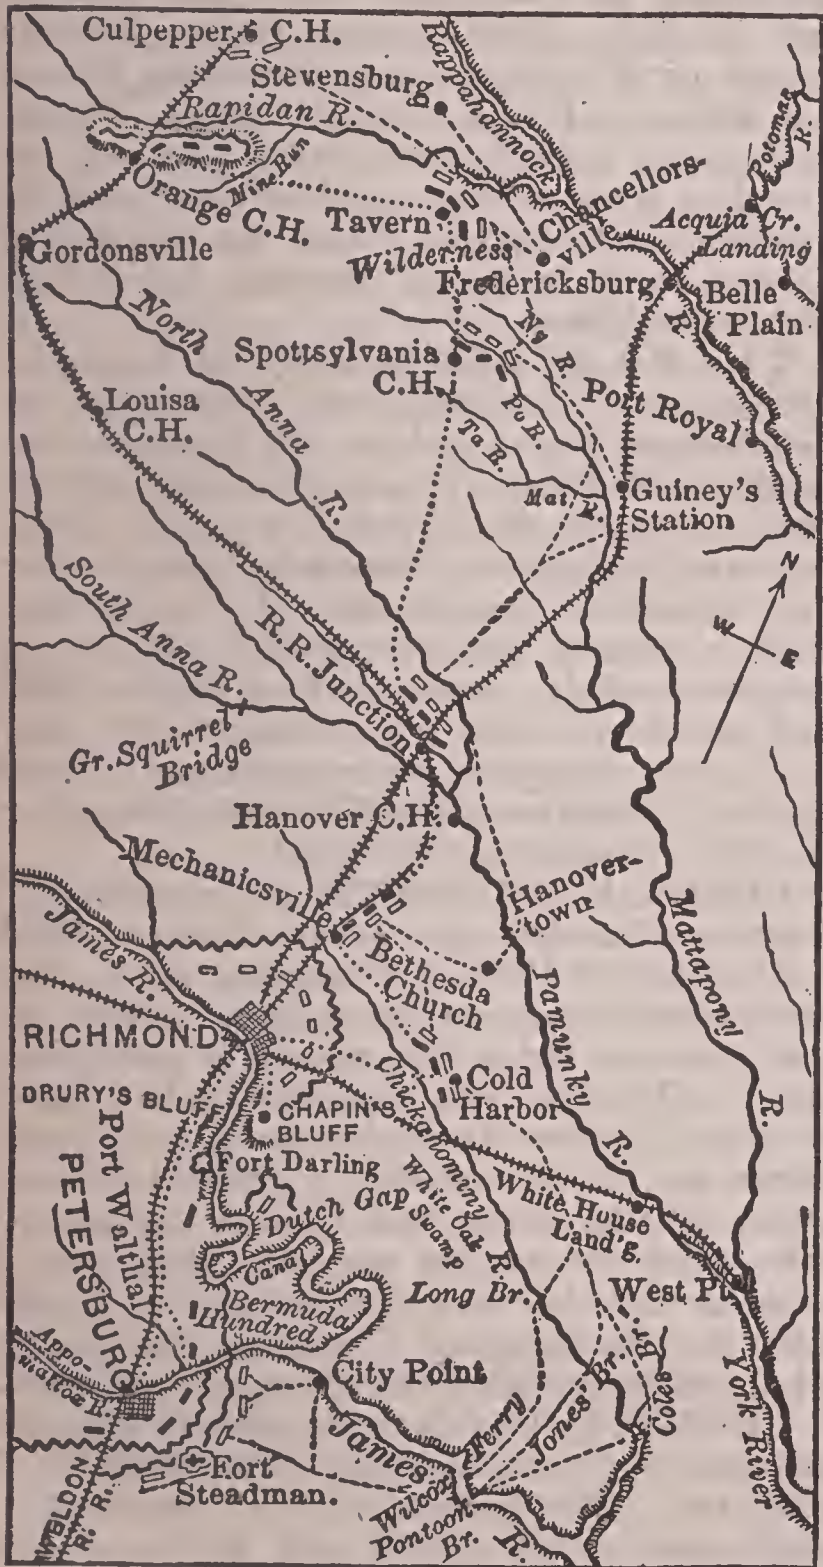 Culpepper C.H.
Stevensburg
Rappahannock
Rapidan R.
Potomac
R.
Mine Run
Orange C.H.
Tavern
Chancellors-
ville
Acquia Cr.
Landing
Gordonsville
Wilderness
Fredericksburg
R.
Belle
Plain
North
Anna
R.
Ny R.
Spottsylvania
C.H.
Po R.
Port Royal
Louisa
C.H.
Ta R.
Mat R.
Guiney's
Station
N
W
E
South Anna R.
R.R. Junction
Gr. Squirrel
Bridge
Hanover C.H.
Mechanicsville
Hanover-
town
James R.
Bethesda
Church
Pamunky
R.
Mattapony
R.
RICHMOND
Chickahominy
R.
Cold
Harbor
DRURY'S BLUFF
CHAPIN'S
BLUFF
Port Walthal
Fort Darling
PETERSBURG
Dutch Gap
Canal
White Oak
Swamp
White House
Land'g.
Bermuda
Hundred
Long Br.
West Pt.
Appo-
mattox R.
City Point
Jones' Br.
Coles Br.
York River
James
R.
Ferry
Fort
Steadman.
Wilcox
Pontoon
Br.
WELDON
R. R.